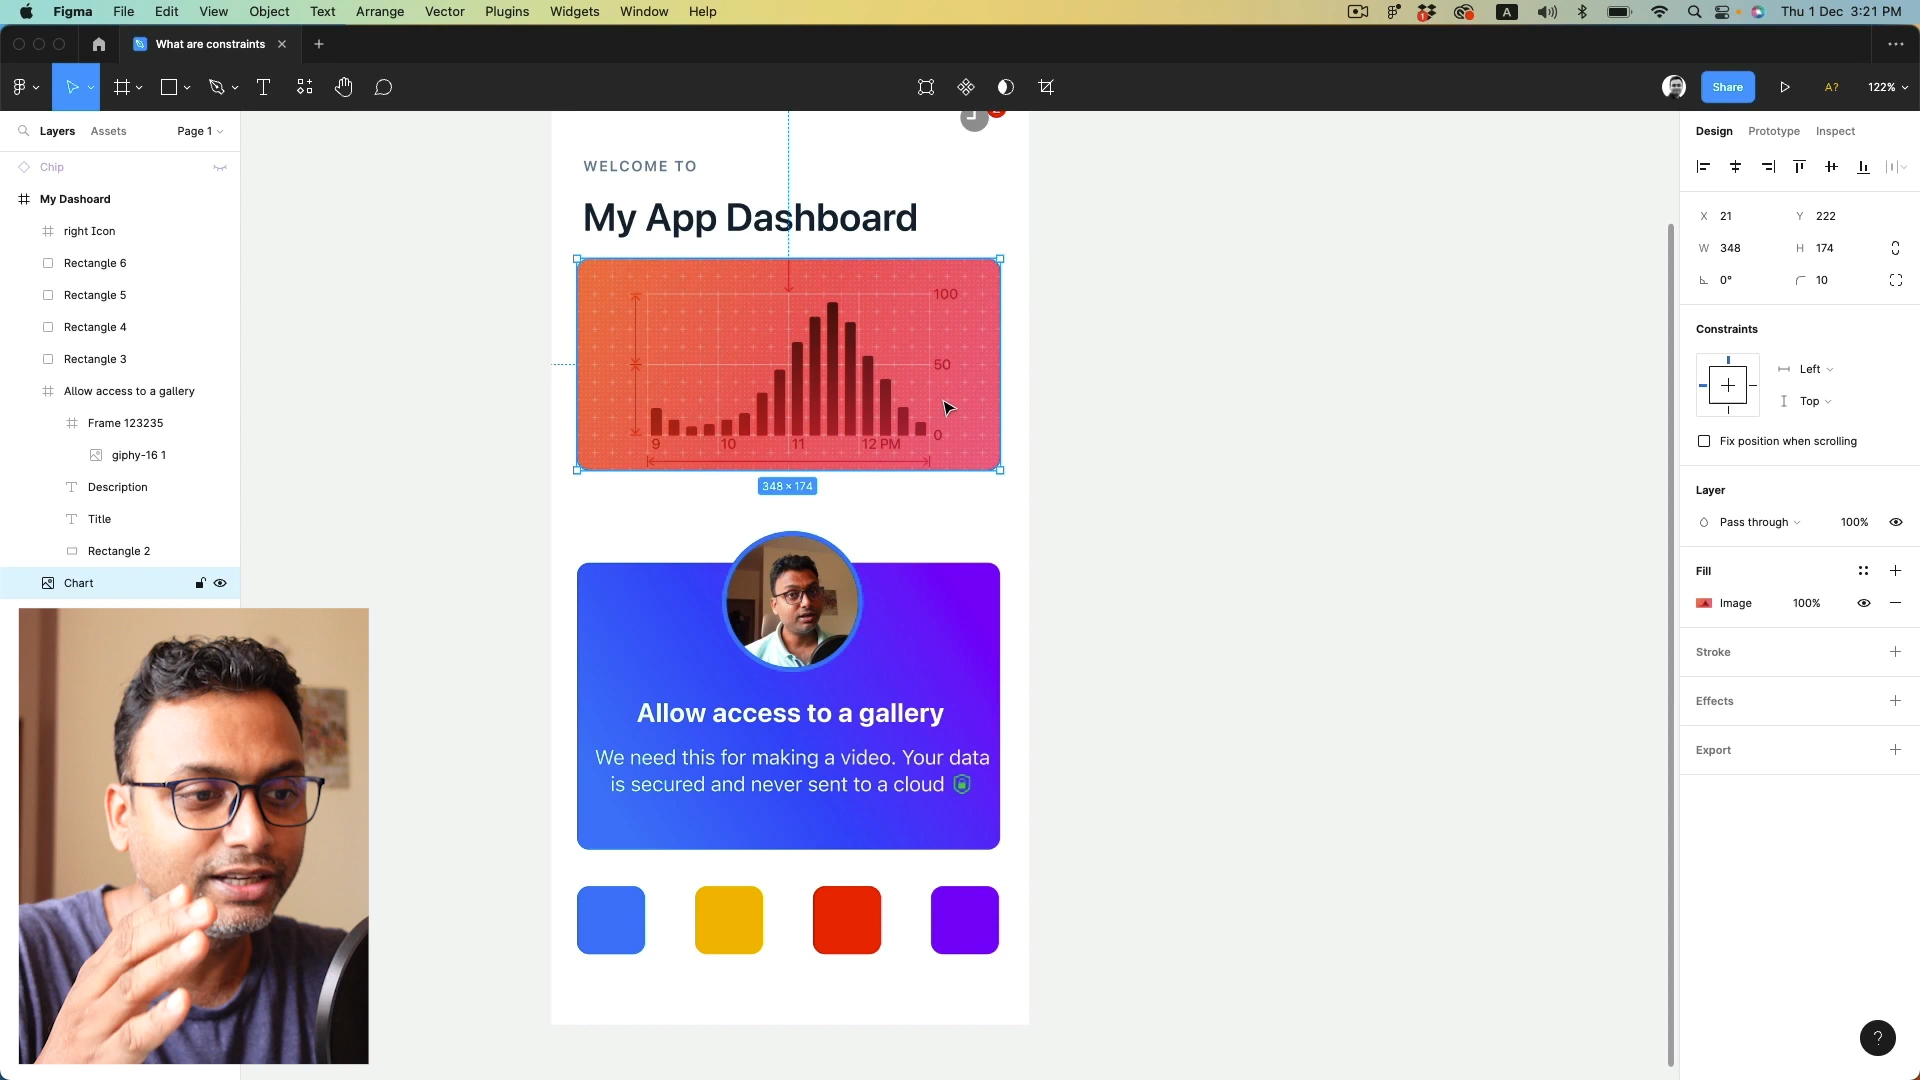 Figma File Edit View Object Text Arrange Vector Plugins Widgets Window Help
1 A Thu 1 Dec 3:21 PM
What are constraints
Share A? 122%
Layers Assets Page 1
Chip
My Dashoard
right Icon
Rectangle 6
Rectangle 5
Rectangle 4
Rectangle 3
Allow access to a gallery
Frame 123235
giphy-16 1
Description
Title
Rectangle 2
Chart
WELCOME TO
My App Dashboard
100
50
0
9 10 11 12 PM
348 × 174
Allow access to a gallery
We need this for making a video. Your data
is secured and never sent to a cloud
Design Prototype Inspect
X 21 Y 222
W 348 H 174
0° 10
Constraints
Left
Top
Fix position when scrolling
Layer
Pass through 100%
Fill
Image 100%
Stroke
Effects
Export
?